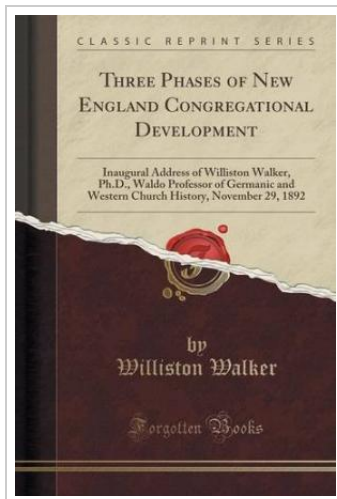 CLASSIC REPRINT SERIES
THREE PHASES OF NEW
ENGLAND CONGREGATIONAL
DEVELOPMENT
Inaugural Address of Williston Walker,
Ph.D., Waldo Professor of Germanic and
Western Church History, November 29, 1892
F
by
Williston Walker
Forgotten Books